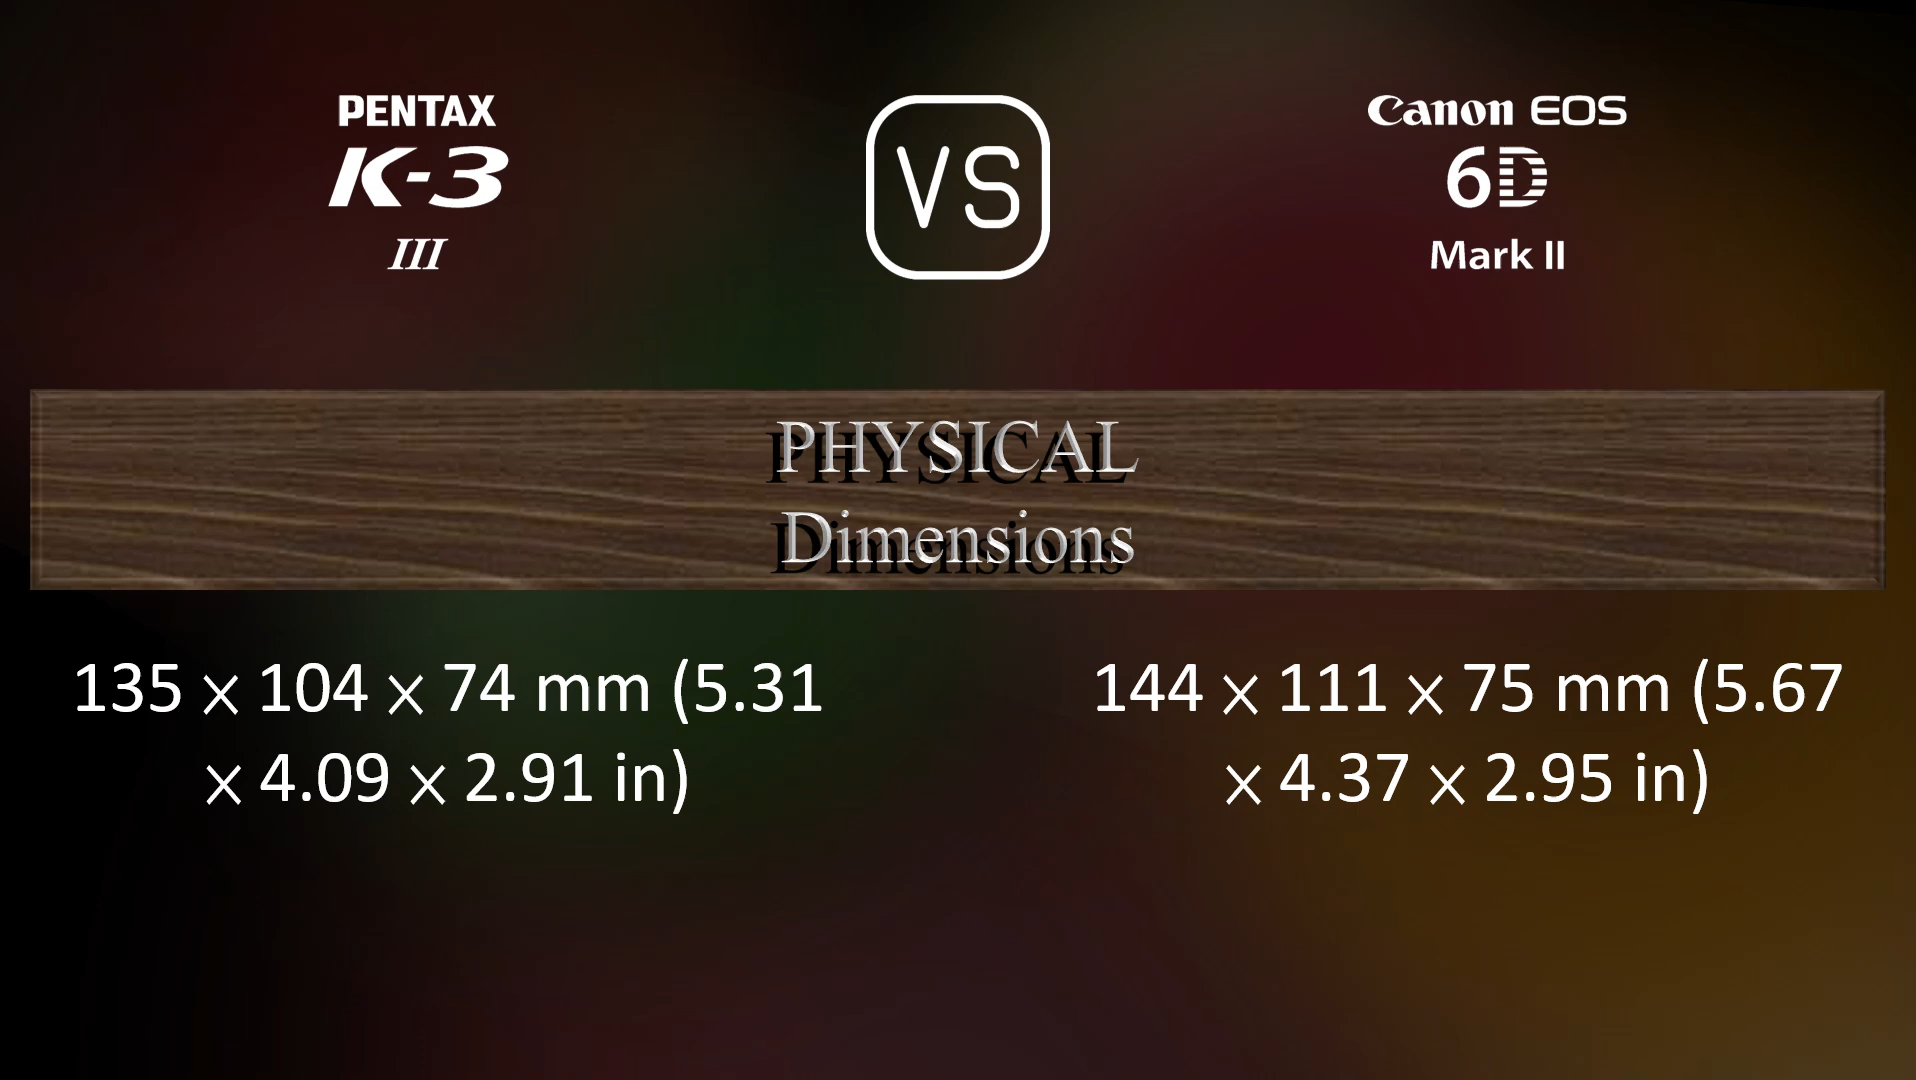 PENTAX
K-3
III
VS
Canon EOS
6D
Mark II
PHYSICAL
Dimensions
135 x 104 x 74 mm (5.31
x 4.09 x 2.91 in)
144 x 111 x 75 mm (5.67
x 4.37 x 2.95 in)